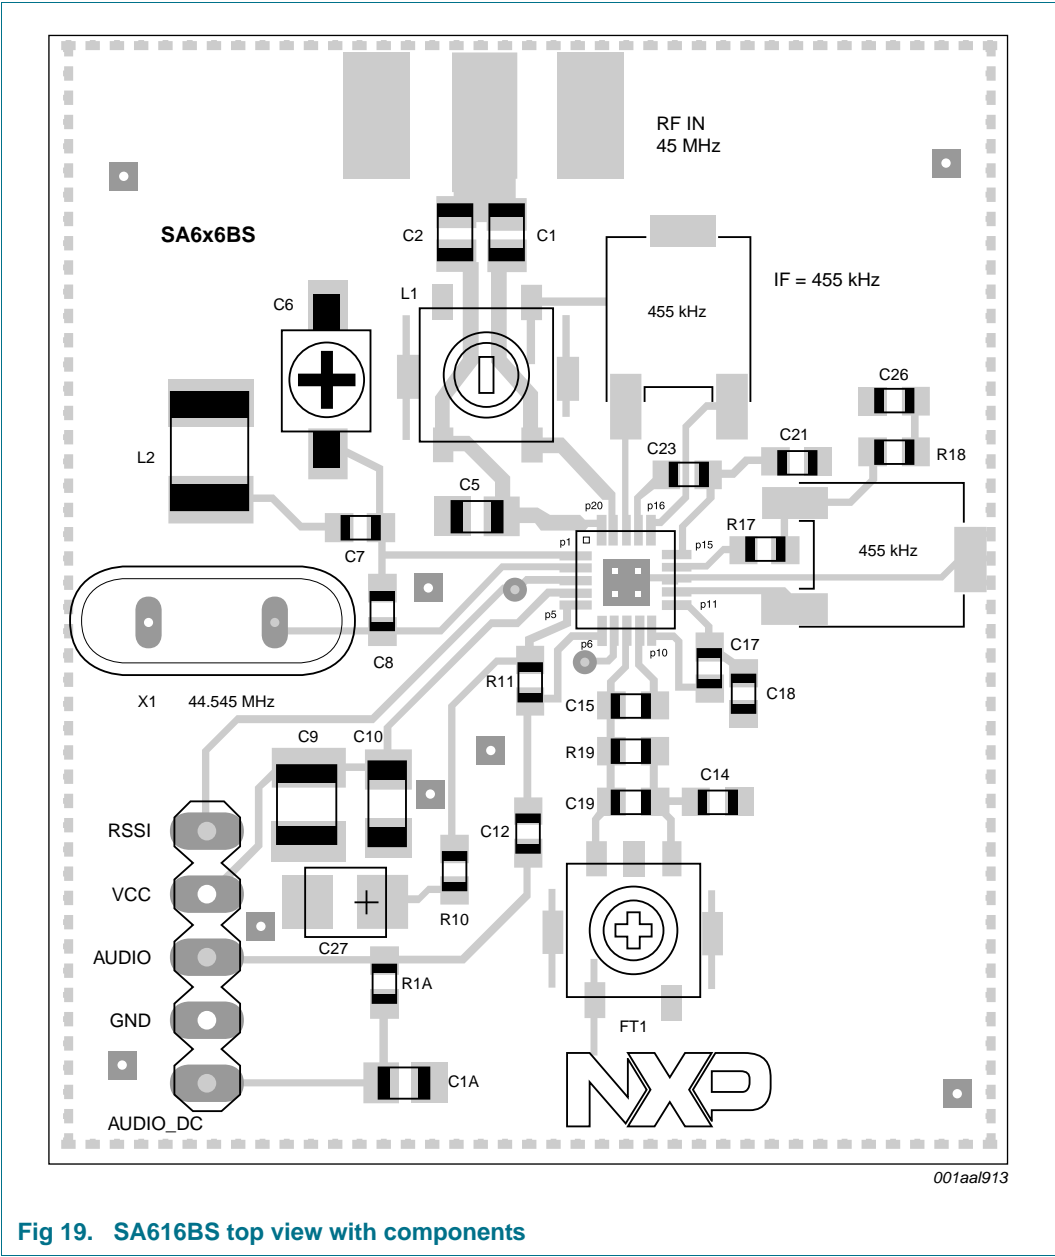 RF IN
45 MHz
SA6x6BS
C2
C1
IF = 455 kHz
L1
C6
455 kHz
C26
C21
C23
R18
L2
C5
p20
p16
R17
p1
p15
455 kHz
C7
p5
p11
p6
p10
C17
C8
R11
C18
X1
44.545 MHz
C15
C9
C10
R19
C14
C19
RSSI
C12
VCC
R10
C27
AUDIO
R1A
GND
FT1
C1A
NXP
AUDIO_DC
001aal913
Fig 19. SA616BS top view with components